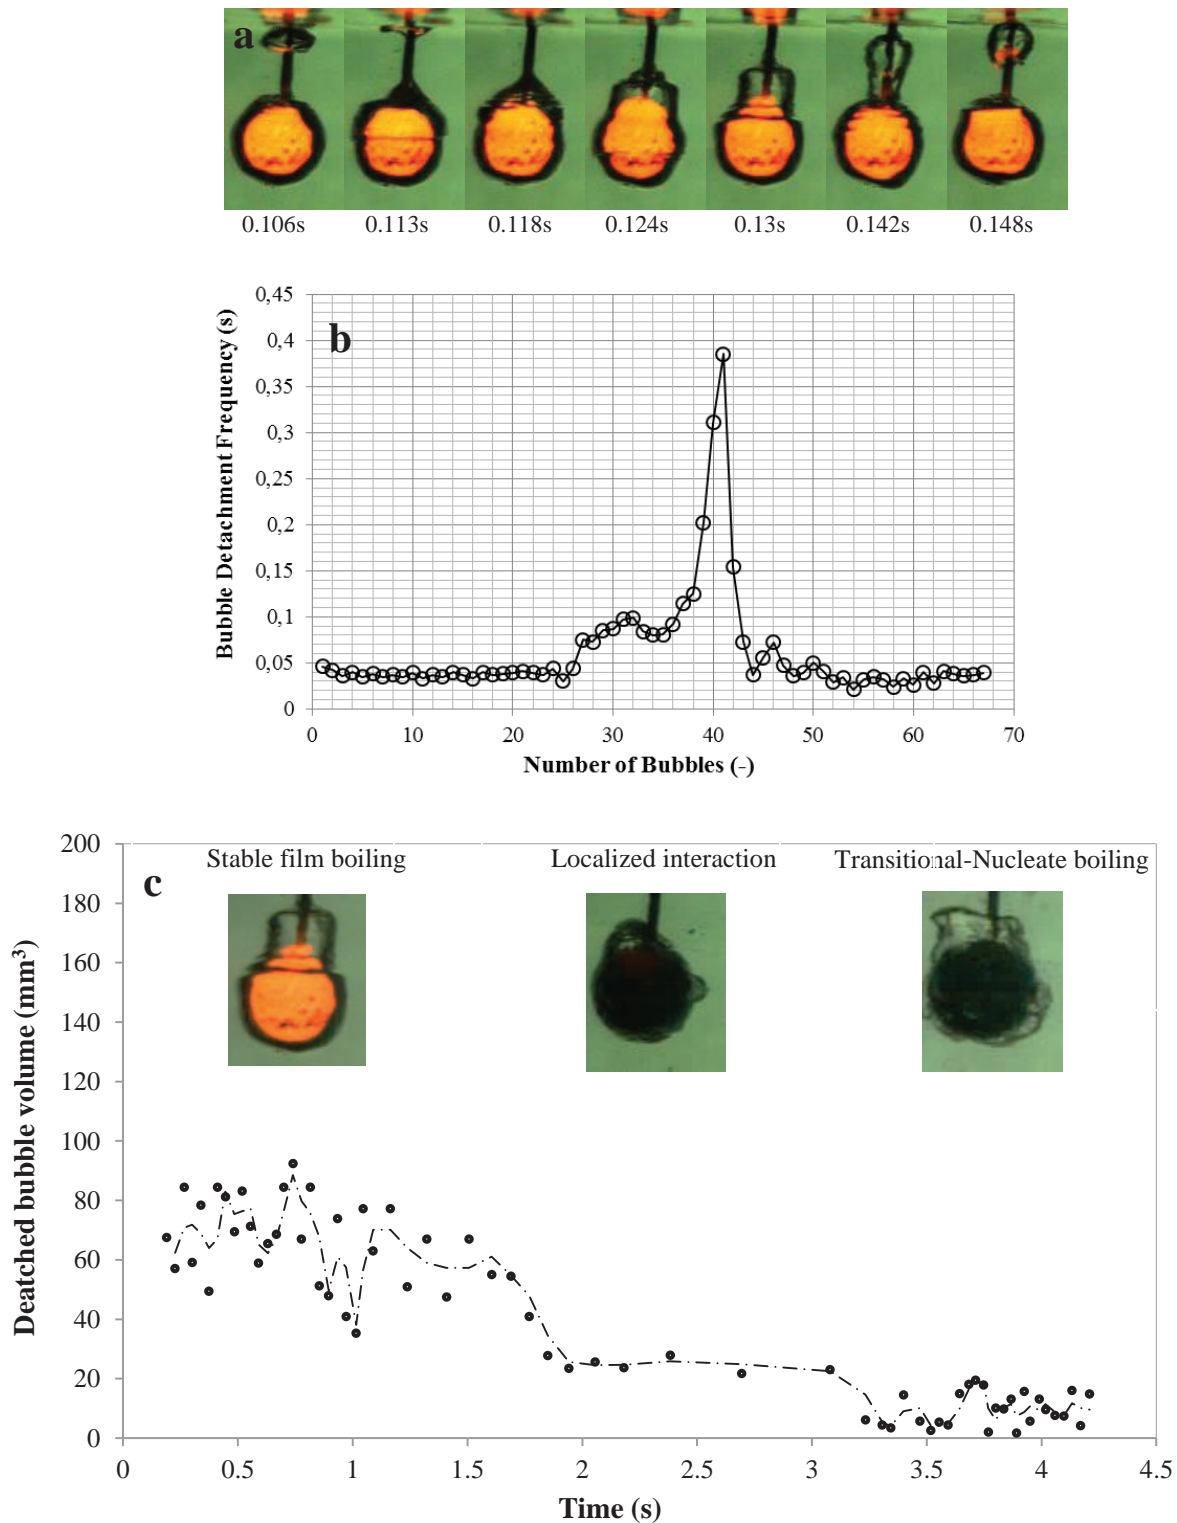 a
0.106s 0.113s 0.118s 0.124s 0.13s 0.142s 0.148s
b
Bubble Detachment Frequency (s)
0,45
0,4
0,35
0,3
0,25
0,2
0,15
0,1
0,05
0
0 10 20 30 40 50 60 70
Number of Bubbles (-)
c
Stable film boiling Localized interaction Transitional-Nucleate boiling
Deatched bubble volume (mm³)
200
180
160
140
120
100
80
60
40
20
0
0 0.5 1 1.5 2 2.5 3 3.5 4 4.5
Time (s)